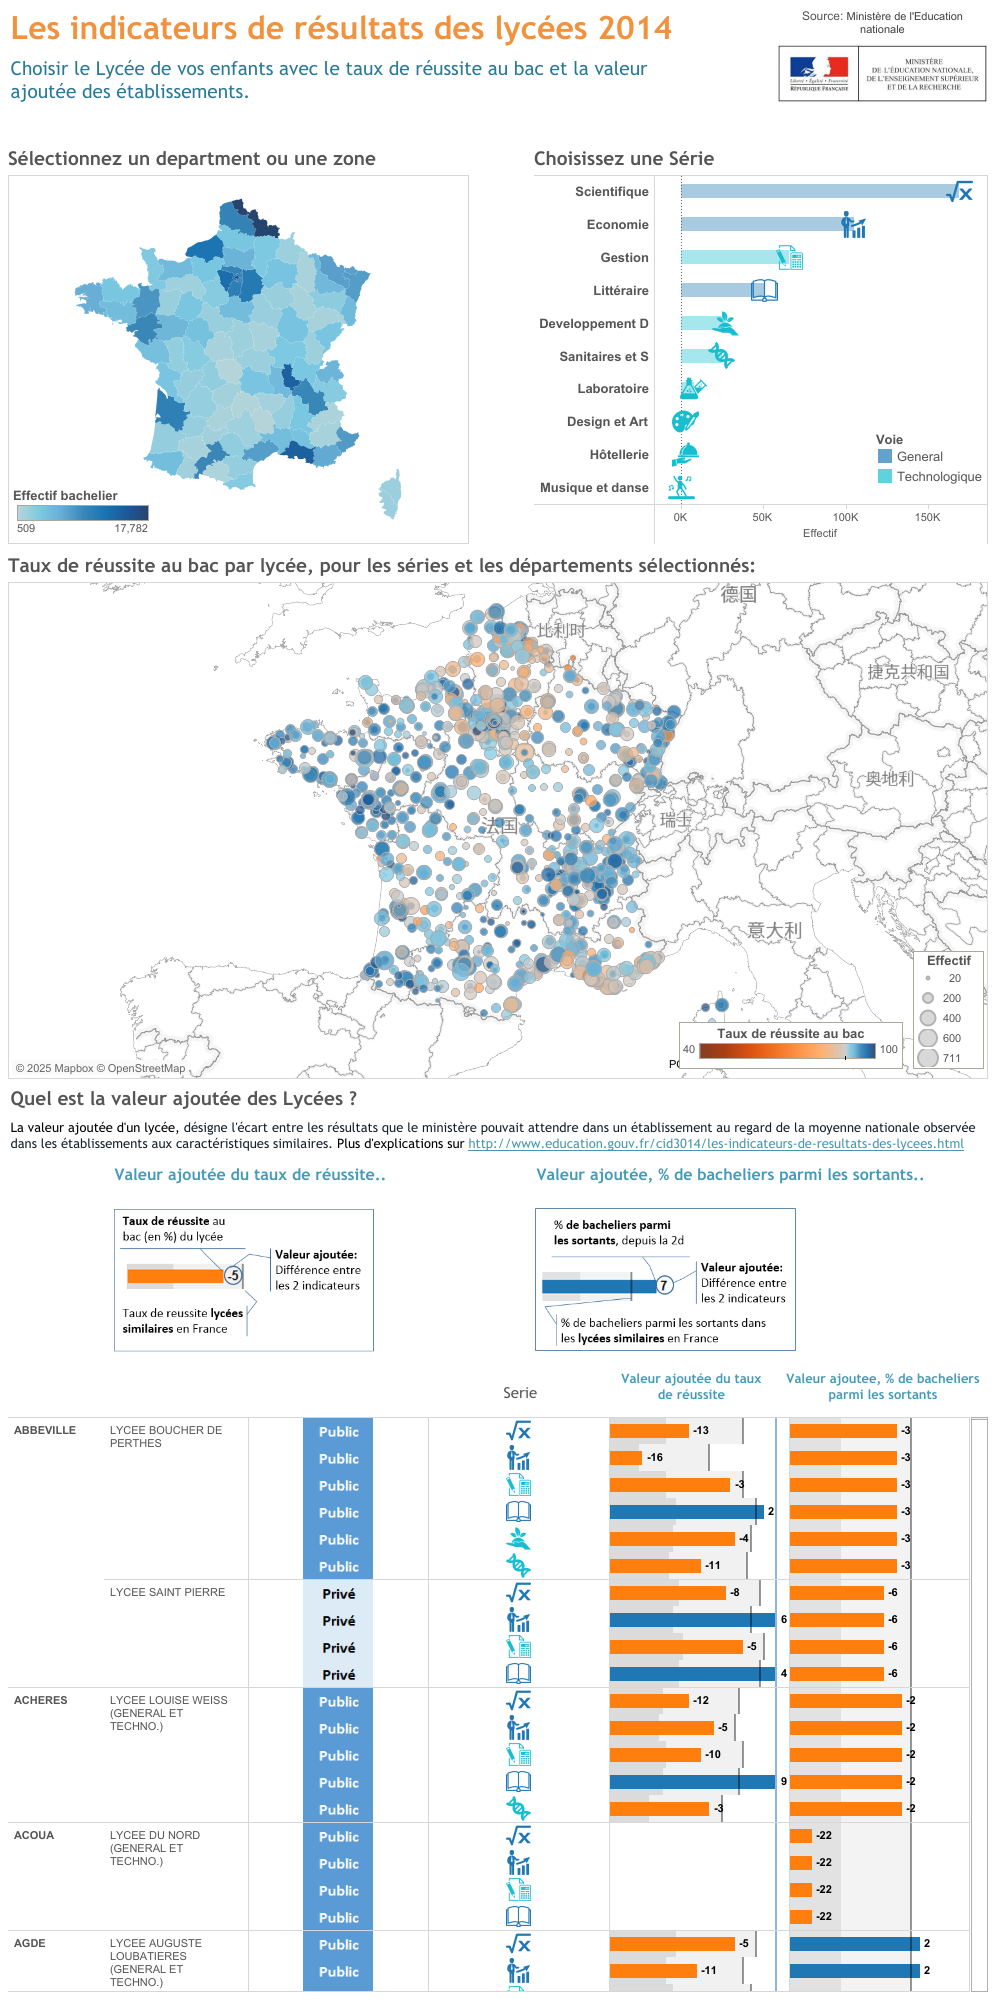 Les indicateurs de résultats des lycées 2014
Source: Ministère de l'Education
nationale
Choisir le Lycée de vos enfants avec le taux de réussite au bac et la valeur
ajoutée des établissements.
Liberté • Égalité • Fraternité
RÉPUBLIQUE FRANÇAISE
MINISTÈRE
DE L'ÉDUCATION NATIONALE,
DE L'ENSEIGNEMENT SUPÉRIEUR
ET DE LA RECHERCHE
Sélectionnez un department ou une zone
Effectif bachelier
509 17,782
Choisissez une Série
Scientifique
Economie
Gestion
Littéraire
Developpement D
Sanitaires et S
Laboratoire
Design et Art
Hôtellerie
Musique et danse
Voie
General
Technologique
0K 50K 100K 150K
Effectif
Taux de réussite au bac par lycée, pour les séries et les départements sélectionnés:
德国
比利时
捷克共和国
奥地利
法国
瑞士
意大利
Effectif
20
200
400
600
711
Taux de réussite au bac
40 100
© 2025 Mapbox © OpenStreetMap
Quel est la valeur ajoutée des Lycées ?
La valeur ajoutée d'un lycée, désigne l'écart entre les résultats que le ministère pouvait attendre dans un établissement au regard de la moyenne nationale observée
dans les établissements aux caractéristiques similaires. Plus d'explications sur http://www.education.gouv.fr/cid3014/les-indicateurs-de-resultats-des-lycees.html
Valeur ajoutée du taux de réussite..
Taux de réussite au
bac (en %) du lycée
-5
Valeur ajoutée:
Différence entre
les 2 indicateurs
Taux de reussite lycées
similaires en France
Valeur ajoutée, % de bacheliers parmi les sortants..
% de bacheliers parmi
les sortants, depuis la 2d
7
Valeur ajoutée:
Différence entre
les 2 indicateurs
% de bacheliers parmi les sortants dans
les lycées similaires en France
Serie
Valeur ajoutée du taux
de réussite
Valeur ajoutee, % de bacheliers
parmi les sortants
ABBEVILLE LYCEE BOUCHER DE
PERTHES
Public √x -13 -3
Public -16 -3
Public -3 -3
Public 2 -3
Public -4 -3
Public -11 -3
LYCEE SAINT PIERRE Privé √x -8 -6
Privé 6 -6
Privé -5 -6
Privé 4 -6
ACHERES LYCEE LOUISE WEISS
(GENERAL ET
TECHNO.)
Public √x -12 -2
Public -5 -2
Public -10 -2
Public 9 -2
Public -3 -2
ACOUA LYCEE DU NORD
(GENERAL ET
TECHNO.)
Public √x -22
Public -22
Public -22
Public -22
AGDE LYCEE AUGUSTE
LOUBATIERES
(GENERAL ET
TECHNO.)
Public √x -5 2
Public -11 2